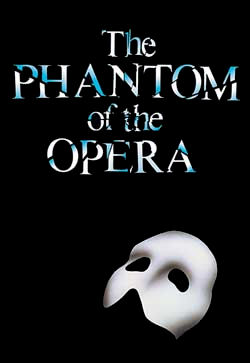 The
PHANTOM
of the
OPERA